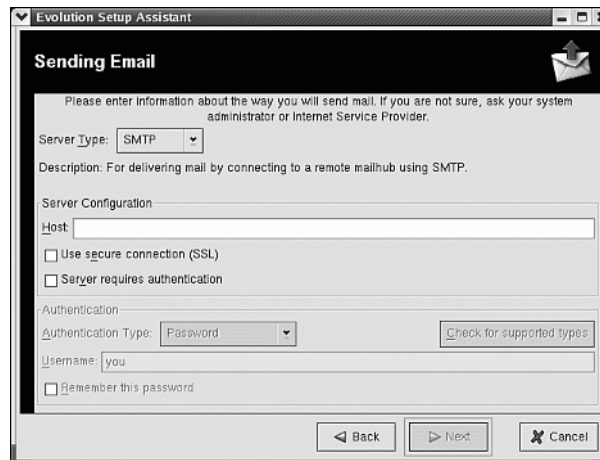 Evolution Setup Assistant
Sending Email
Please enter information about the way you will send mail. If you are not sure, ask your system
administrator or Internet Service Provider.
Server Type: SMTP
Description: For delivering mail by connecting to a remote mailhub using SMTP.
Server Configuration
Host:
Use secure connection (SSL)
Server requires authentication
Authentication
Authentication Type: Password Check for supported types
Username: you
Remember this password
Back Next Cancel